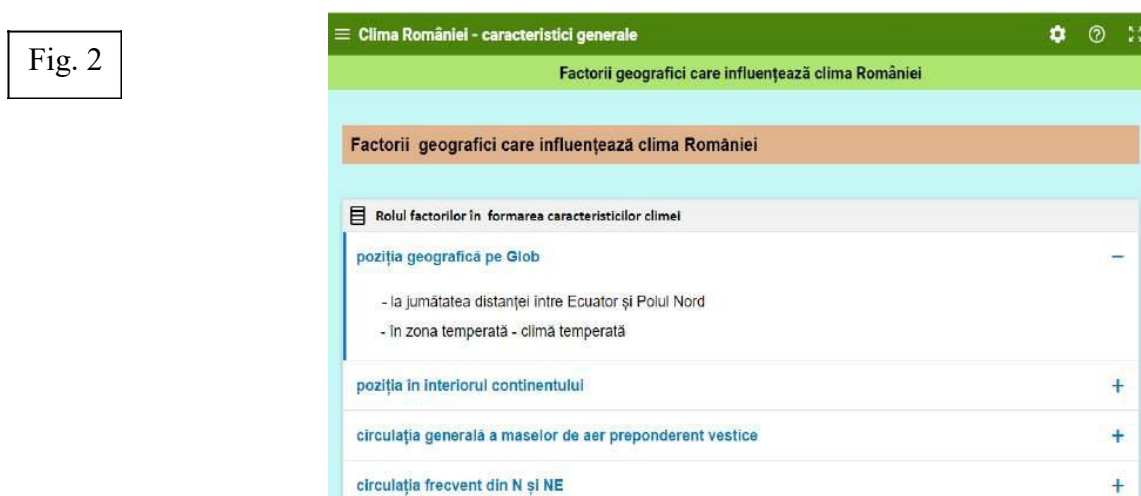 Fig. 2
Clima României - caracteristici generale
Factorii geografici care influențează clima României
Factorii geografici care influențează clima României
Rolul factorilor în formarea caracteristicilor climei
poziția geografică pe Glob
- la jumătatea distanței între Ecuator și Polul Nord
- în zona temperată - climă temperată
poziția în interiorul continentului
circulația generală a maselor de aer preponderent vestice
circulația frecvent din N și NE